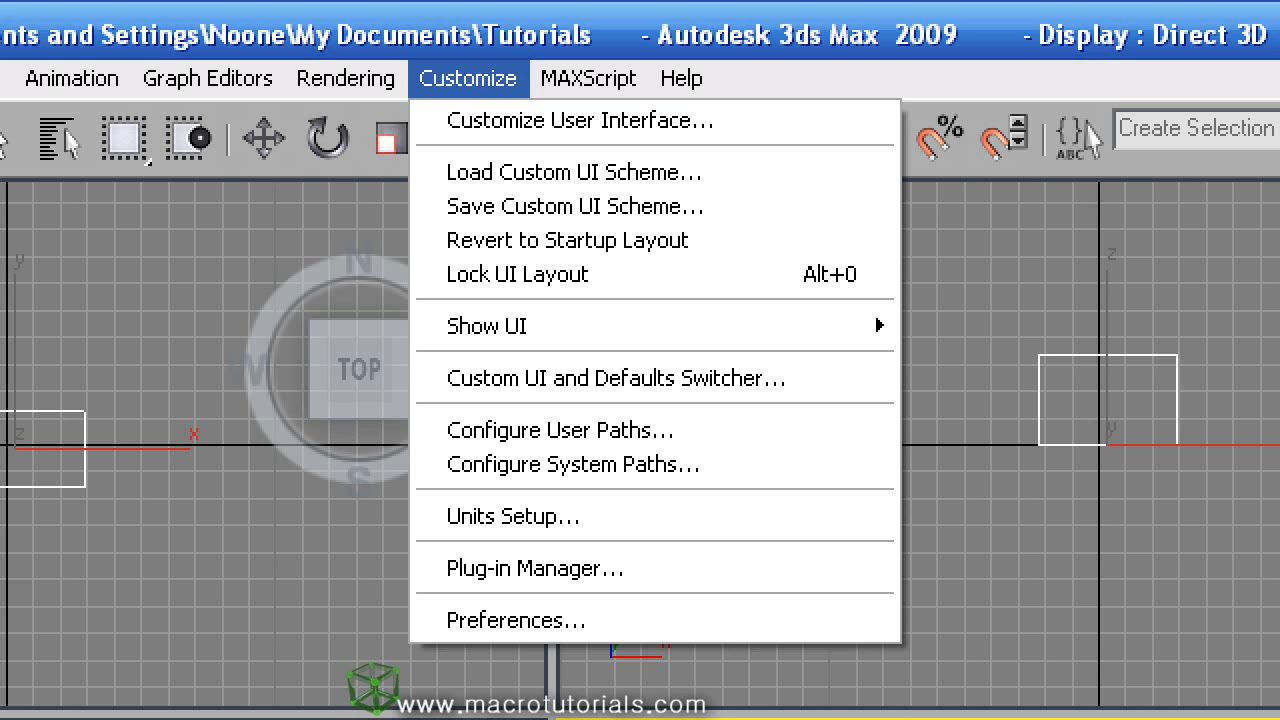 nts and Settings\Noone\My Documents\Tutorials - Autodesk 3ds Max 2009 - Display : Direct 3D
Animation Graph Editors Rendering Customize MAXScript Help
Customize User Interface...
% ABC Create Selection
Load Custom UI Scheme...
Save Custom UI Scheme...
Revert to Startup Layout
Lock UI Layout Alt+0
y
N
z
Show UI
W TOP
Custom UI and Defaults Switcher...
Configure User Paths...
z x y
Configure System Paths...
S
Units Setup...
Plug-in Manager...
Preferences...
www.macrotutorials.com